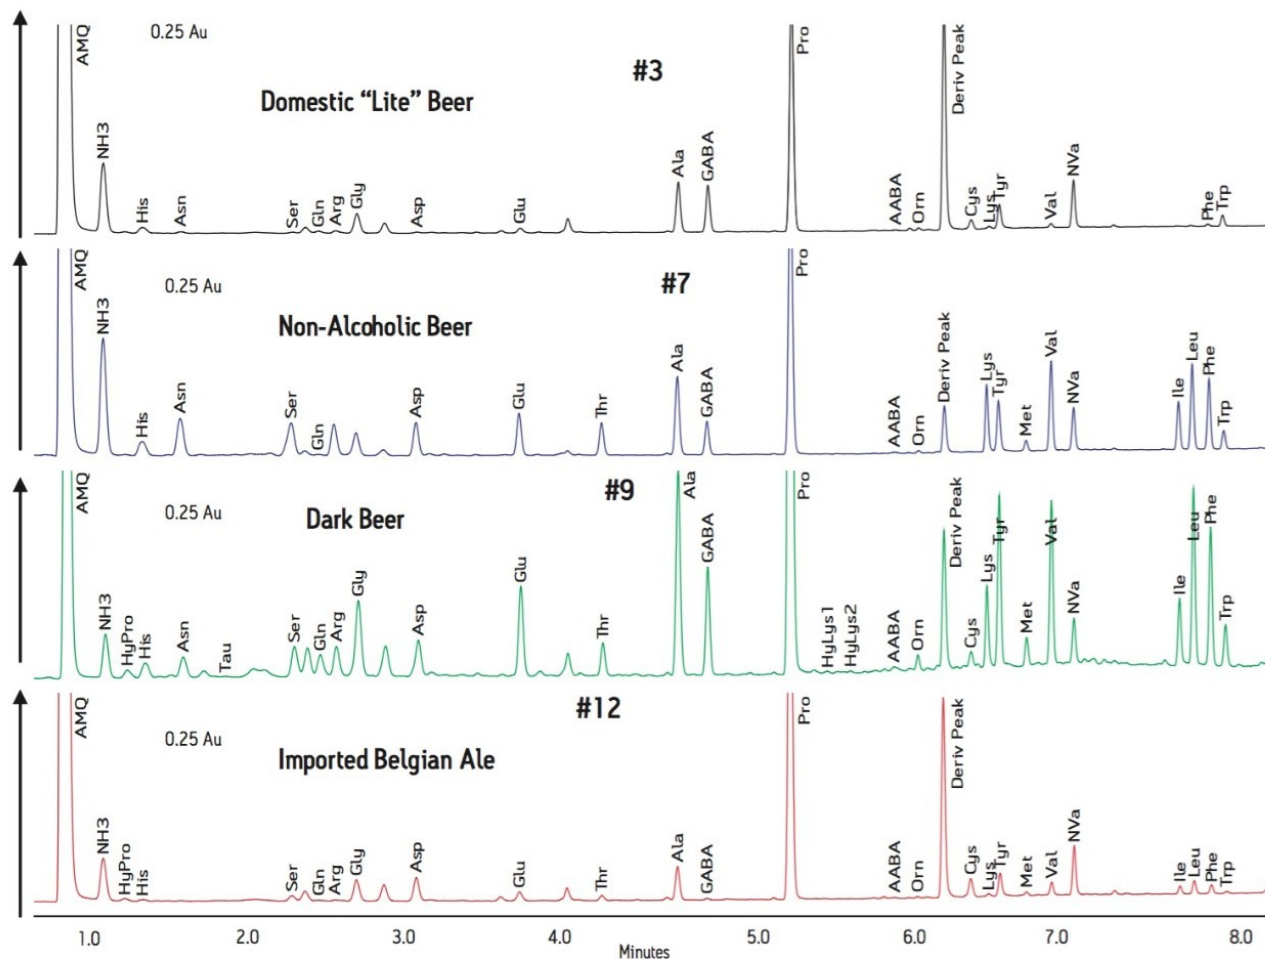 0.25 Au
#3
Domestic “Lite” Beer
AMQ
NH3
His
Asn
Ser
Gln
Arg
Gly
Asp
Glu
Ala
GABA
Pro
AABA
Orn
Deriv Peak
Cys
Lys
Tyr
Val
NVa
Phe
Trp
0.25 Au
#7
Non-Alcoholic Beer
AMQ
NH3
His
Asn
Ser
Gln
Asp
Glu
Thr
Ala
GABA
Pro
AABA
Orn
Deriv Peak
Lys
Tyr
Met
Val
NVa
Ile
Leu
Phe
Trp
0.25 Au
#9
Dark Beer
AMQ
NH3
HyPro
His
Asn
Tau
Ser
Gln
Arg
Gly
Asp
Glu
Thr
Ala
GABA
Pro
HyLys1
HyLys2
AABA
Orn
Deriv Peak
Cys
Lys
Tyr
Met
Val
NVa
Ile
Leu
Phe
Trp
0.25 Au
#12
Imported Belgian Ale
AMQ
NH3
HyPro
His
Ser
Gln
Arg
Gly
Asp
Glu
Thr
Ala
GABA
Pro
AABA
Orn
Deriv Peak
Cys
Lys
Tyr
Met
Val
NVa
Ile
Leu
Phe
Trp
1.0 2.0 3.0 4.0 5.0 6.0 7.0 8.0
Minutes